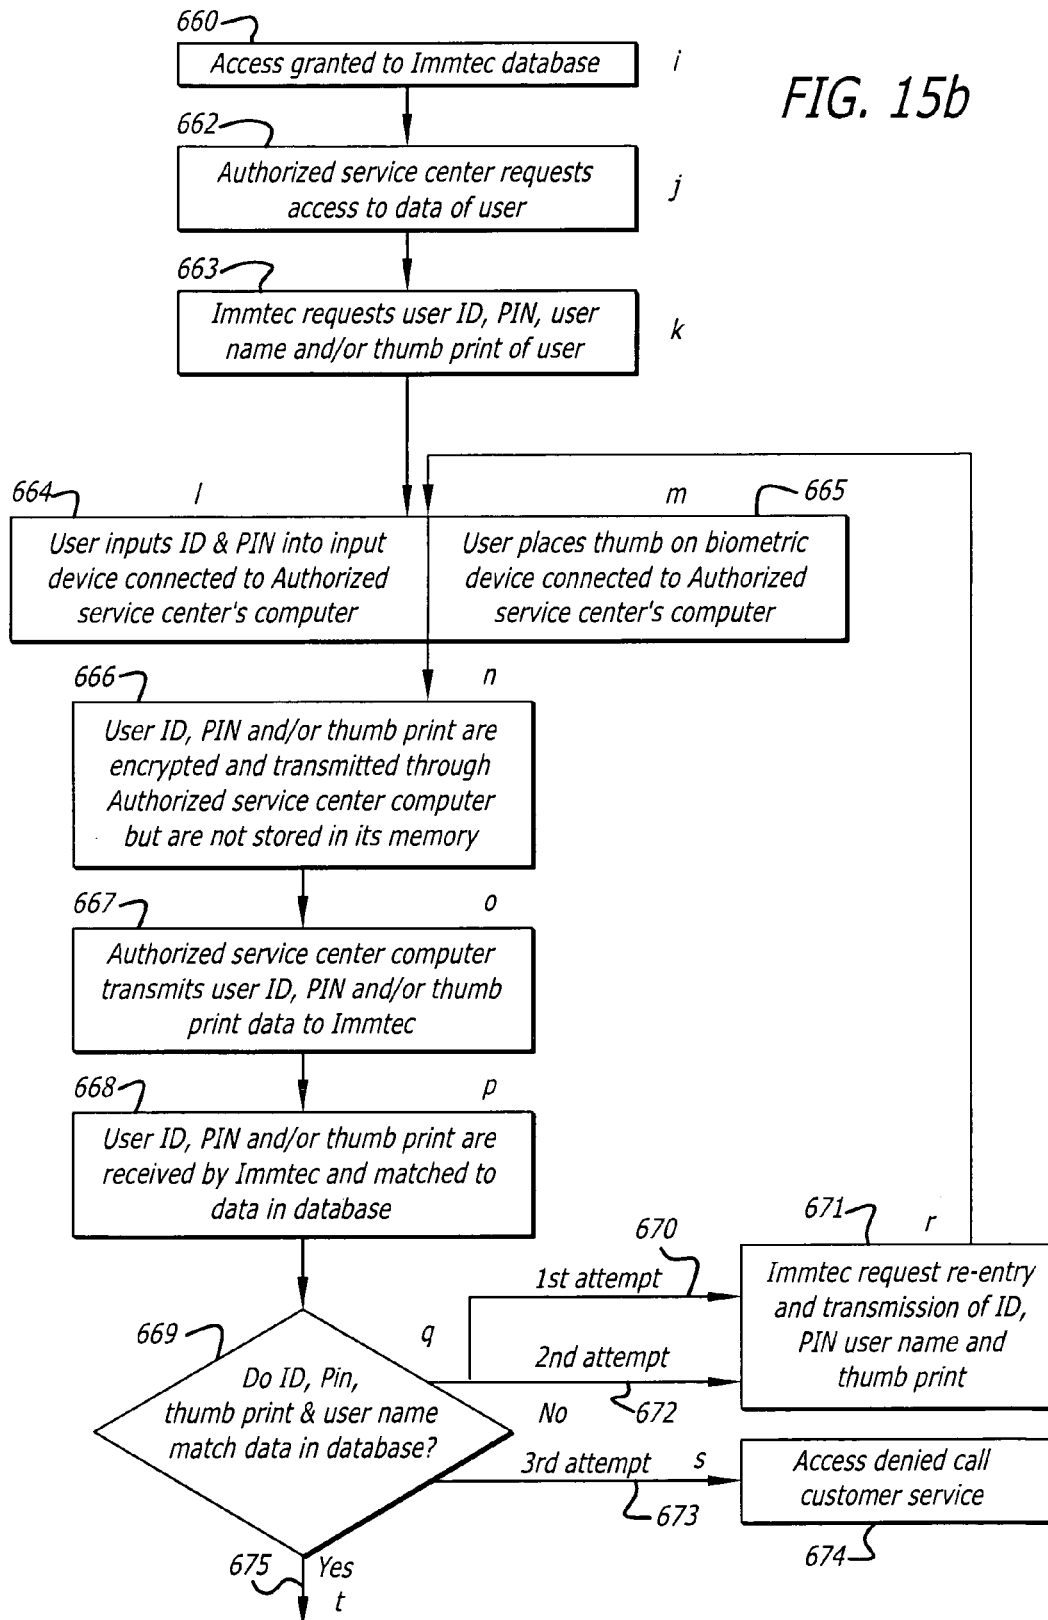 660
Access granted to Immtec database
i
FIG. 15b
662
Authorized service center requests
access to data of user
j
663
Immtec requests user ID, PIN, user
name and/or thumb print of user
k
664
l
User inputs ID & PIN into input
device connected to Authorized
service center's computer
m
665
User places thumb on biometric
device connected to Authorized
service center's computer
666
n
User ID, PIN and/or thumb print are
encrypted and transmitted through
Authorized service center computer
but are not stored in its memory
667
o
Authorized service center computer
transmits user ID, PIN and/or thumb
print data to Immtec
668
p
User ID, PIN and/or thumb print are
received by Immtec and matched to
data in database
669
Do ID, Pin,
thumb print & user name
match data in database?
q
1st attempt
670
2nd attempt
672
No
3rd attempt
s
673
671
r
Immtec request re-entry
and transmission of ID,
PIN user name and
thumb print
Access denied call
customer service
674
675
Yes
t